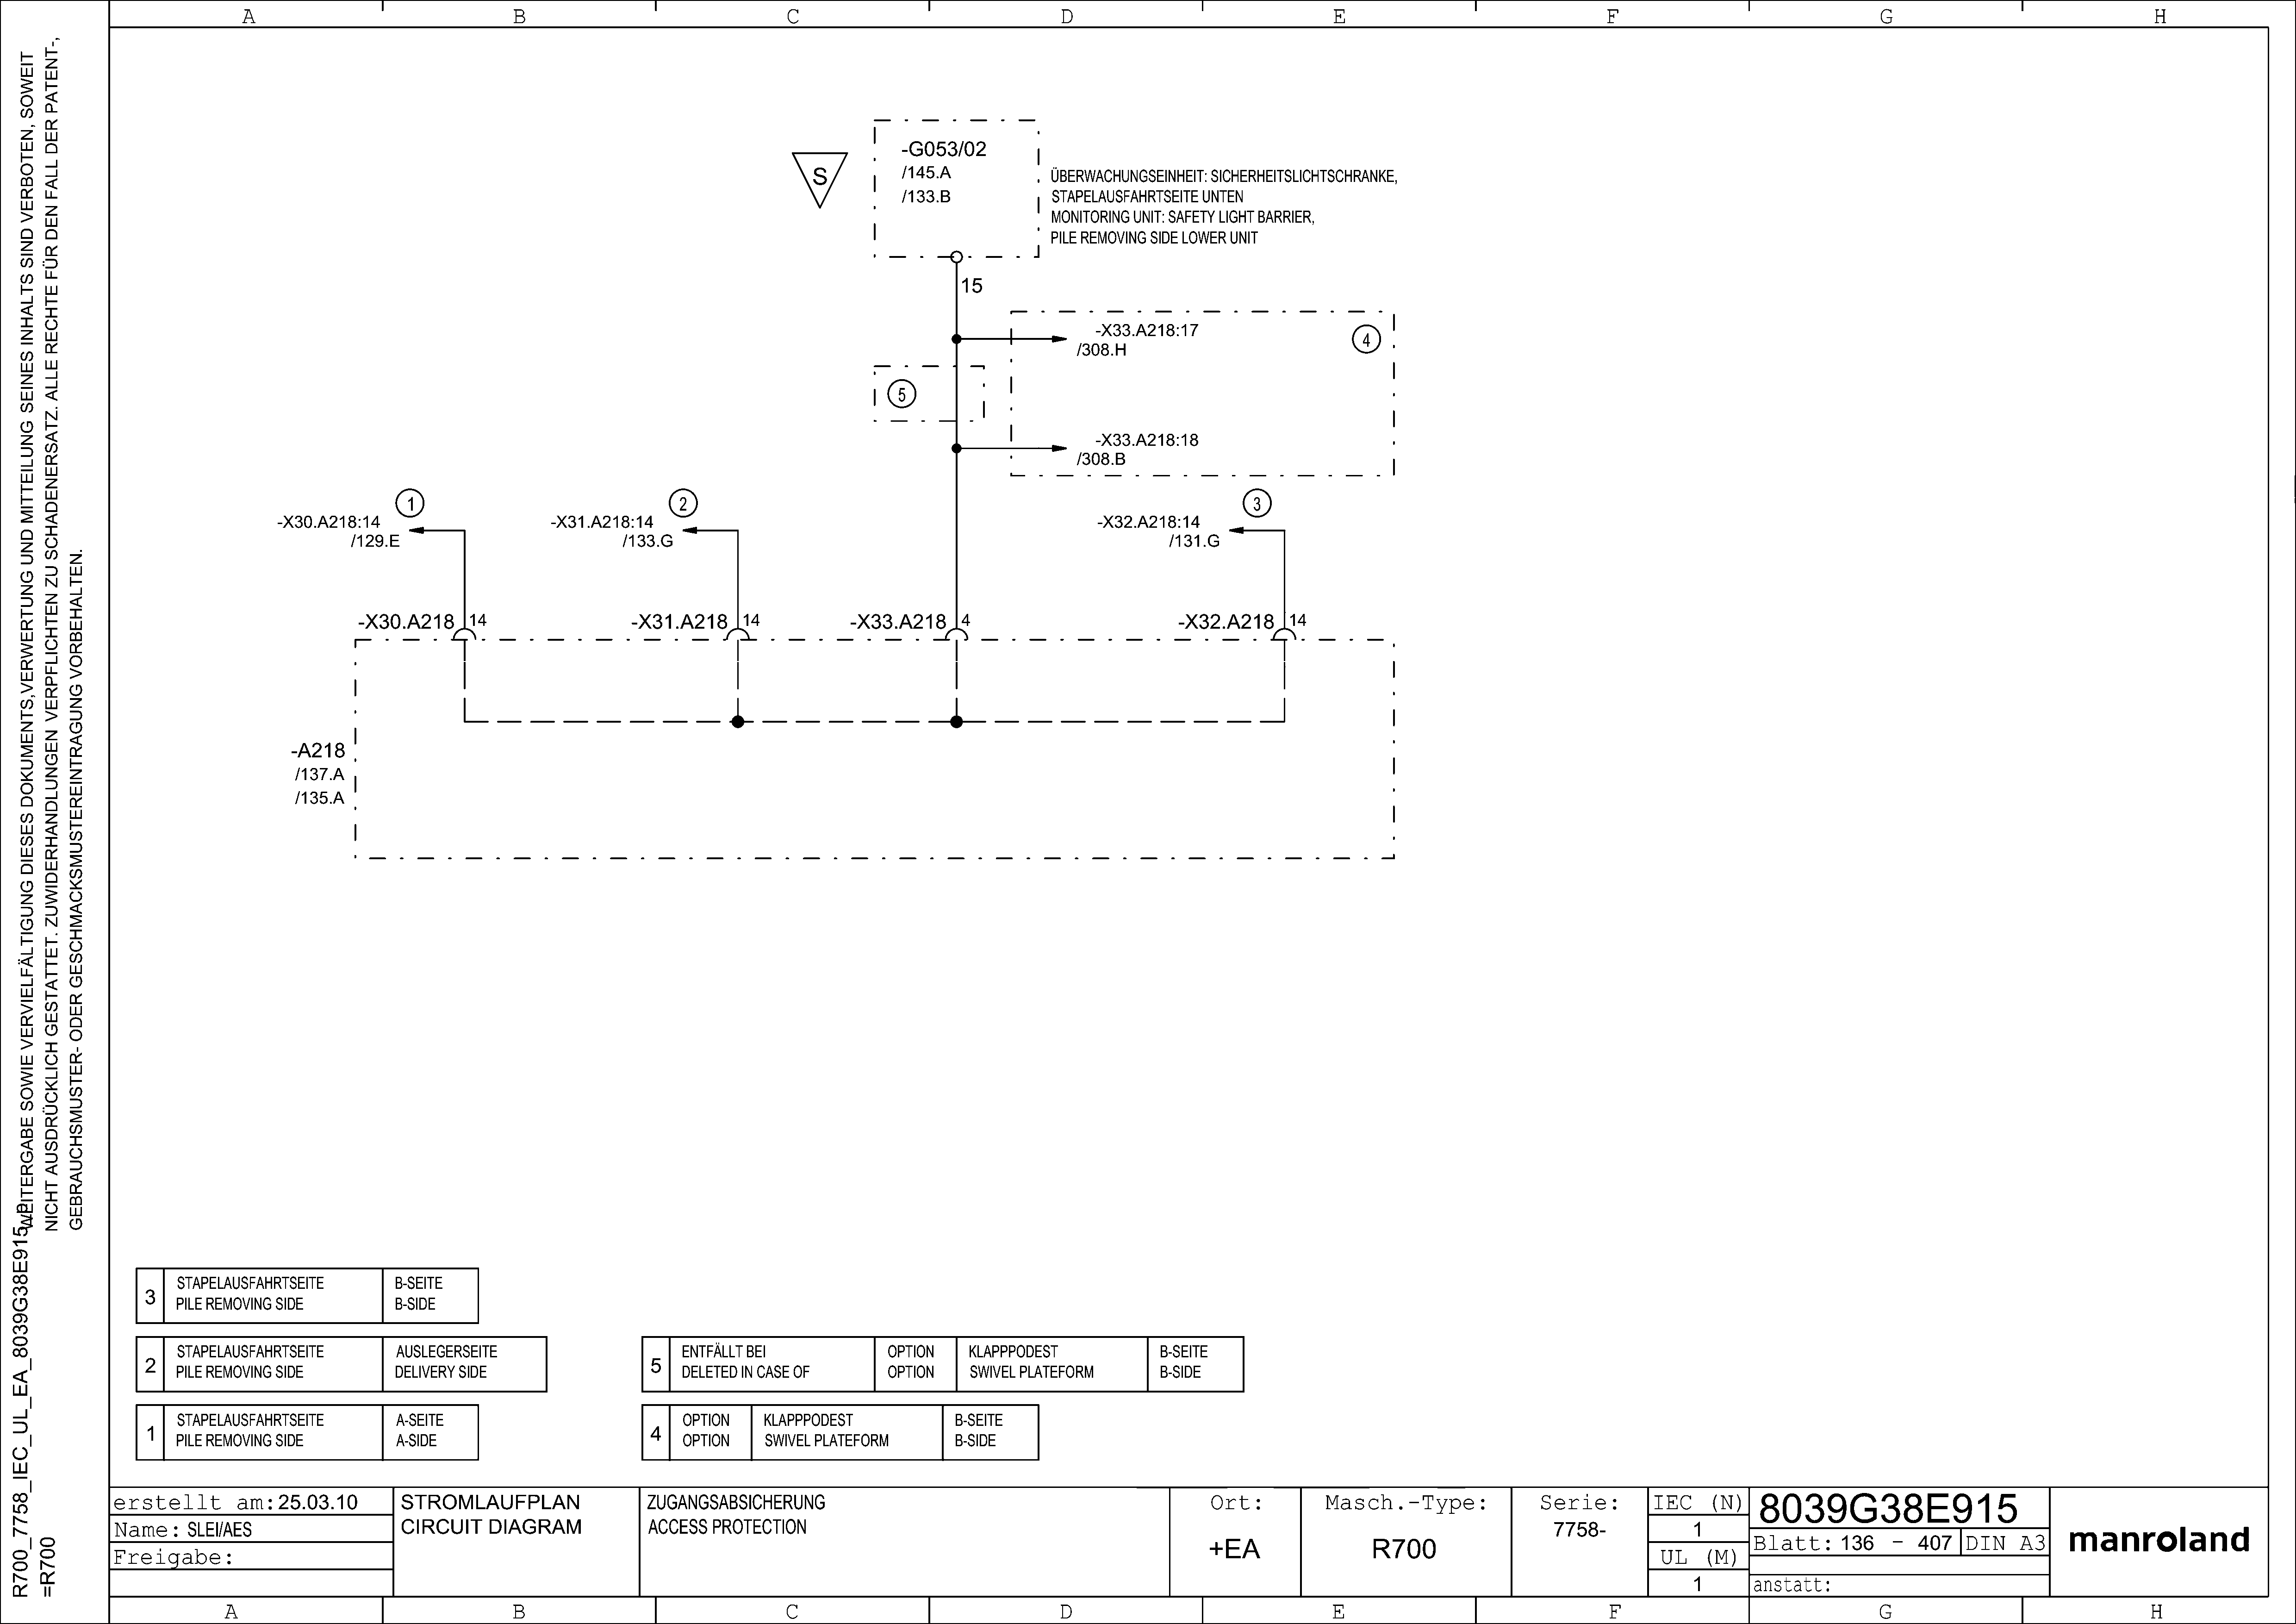 A B C D E F G H
WEITERGABE SOWIE VERVIELFÄLTIGUNG DIESES DOKUMENTS,VERWERTUNG UND MITTEILUNG SEINES INHALTS SIND VERBOTEN, SOWEIT
NICHT AUSDRÜCKLICH GESTATTET. ZUWIDERHANDLUNGEN VERPFLICHTEN ZU SCHADENERSATZ. ALLE RECHTE FÜR DEN FALL DER PATENT-,
GEBRAUCHSMUSTER- ODER GESCHMACKSMUSTEREINTRAGUNG VORBEHALTEN.
R700_7758_IEC_UL_EA_8039G38E915
=R700
S
-G053/02
/145.A
/133.B
ÜBERWACHUNGSEINHEIT: SICHERHEITSLICHTSCHRANKE,
STAPELAUSFAHRTSEITE UNTEN
MONITORING UNIT: SAFETY LIGHT BARRIER,
PILE REMOVING SIDE LOWER UNIT
15
-X33.A218:17
/308.H
4
5
-X33.A218:18
/308.B
1
-X30.A218:14
/129.E
2
-X31.A218:14
/133.G
3
-X32.A218:14
/131.G
-X30.A218 14
-X31.A218 14
-X33.A218 4
-X32.A218 14
-A218
/137.A
/135.A
3
STAPELAUSFAHRTSEITE B-SEITE
PILE REMOVING SIDE B-SIDE
2
STAPELAUSFAHRTSEITE AUSLEGERSEITE
PILE REMOVING SIDE DELIVERY SIDE
1
STAPELAUSFAHRTSEITE A-SEITE
PILE REMOVING SIDE A-SIDE
5
ENTFÄLLT BEI OPTION KLAPPPODEST B-SEITE
DELETED IN CASE OF OPTION SWIVEL PLATEFORM B-SIDE
4
OPTION KLAPPPODEST B-SEITE
OPTION SWIVEL PLATEFORM B-SIDE
erstellt am: 25.03.10
Name: SLEI/AES
Freigabe:
STROMLAUFPLAN
CIRCUIT DIAGRAM
ZUGANGSABSICHERUNG
ACCESS PROTECTION
Ort:
+EA
Masch.-Type:
R700
Serie:
7758-
IEC (N)
1
UL (M)
1
8039G38E915
Blatt: 136 - 407 DIN A3
anstatt:
manroland
A B C D E F G H